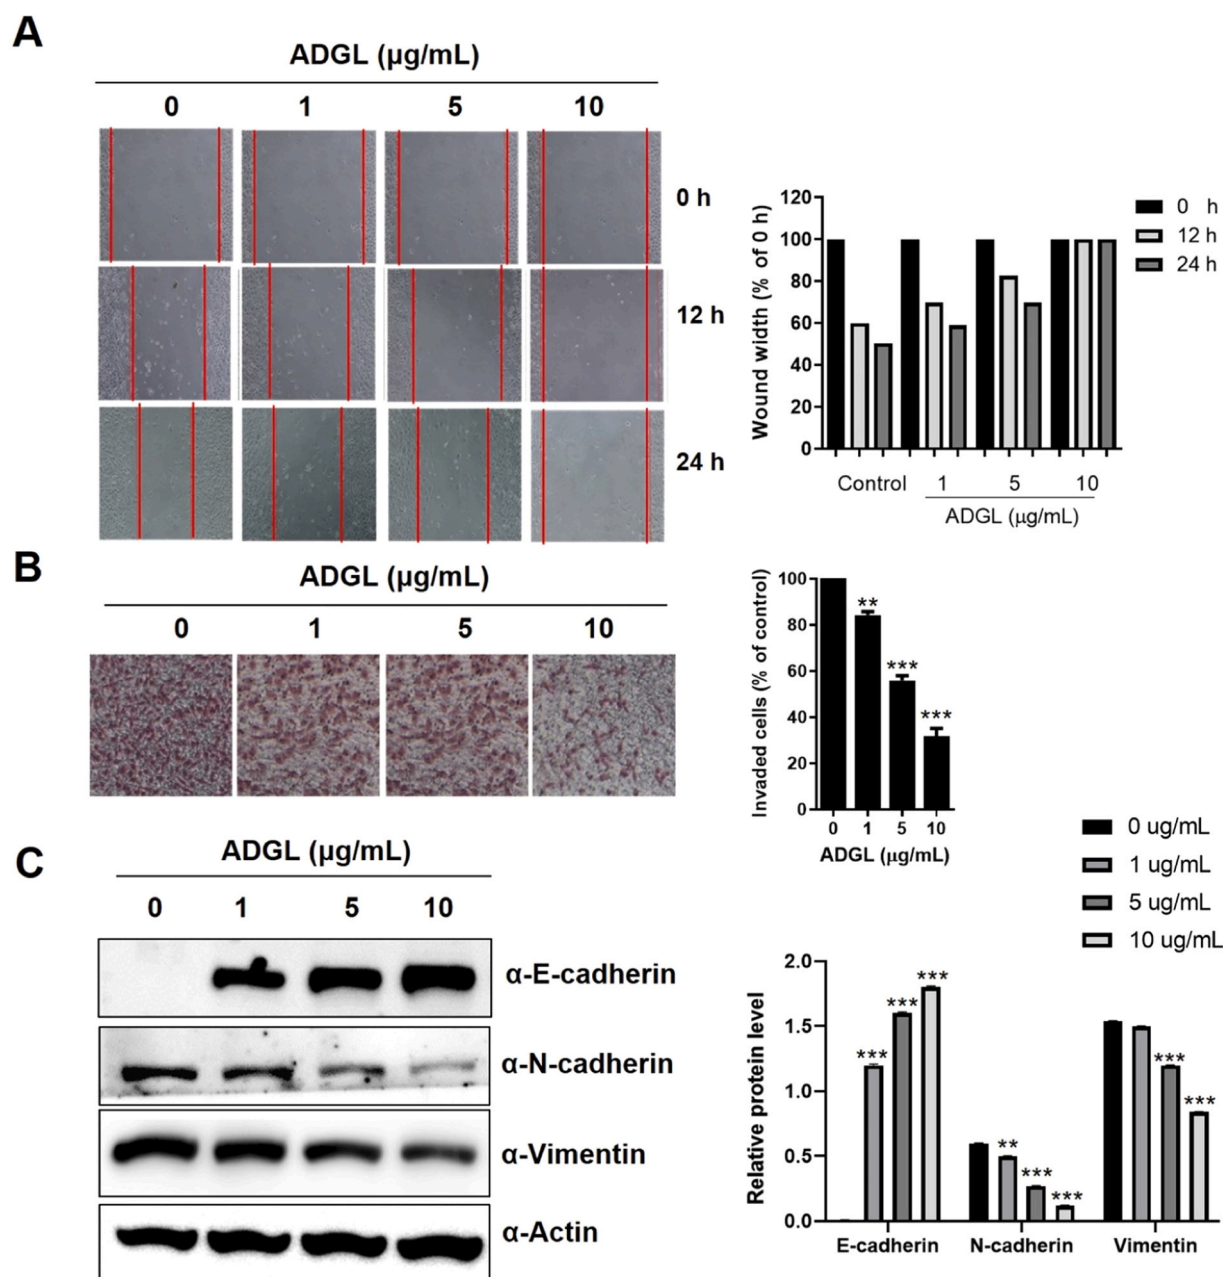 A
ADGL (μg/mL)
0 1 5 10
0 h
12 h
24 h
Wound width (% of 0 h)
120
100
80
60
40
20
0
Control 1 5 10
ADGL (μg/mL)
0 h
12 h
24 h
B
ADGL (μg/mL)
0 1 5 10
Invaded cells (% of control)
100
80
60
40
20
0
**
***
***
0 1 5 10
ADGL (μg/mL)
C
ADGL (μg/mL)
0 1 5 10
α-E-cadherin
α-N-cadherin
α-Vimentin
α-Actin
0 ug/mL
1 ug/mL
5 ug/mL
10 ug/mL
Relative protein level
2.0
1.5
1.0
0.5
0.0
***
***
***
**
***
***
***
***
E-cadherin N-cadherin Vimentin